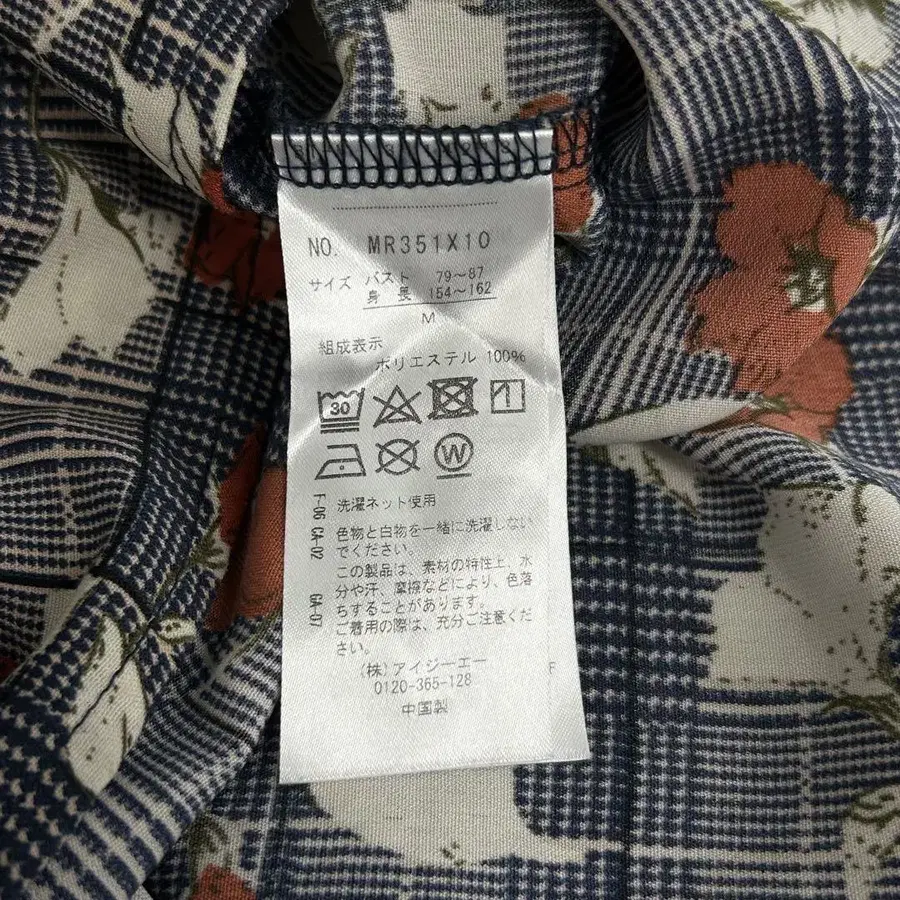 NO. MR351X10
サイズ バスト 79～87
身長 154～162
M
組成表示
ポリエステル 100%
30
W
F-06 CA-02 GA-07
洗濯ネット使用
色物と白物を一緒に洗濯しない
でください。
この製品は、素材の特性上、水
分や汗、摩擦などにより、色落
ちすることがあります。
ご着用の際は、充分ご注意くだ
さい。
(株)アイジーエー
0120-365-128
F
中国製